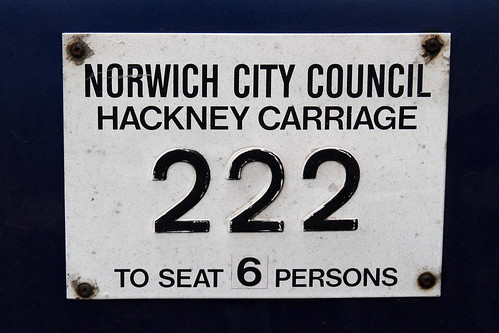 NORWICH CITY COUNCIL
HACKNEY CARRIAGE
222
TO SEAT 6 PERSONS